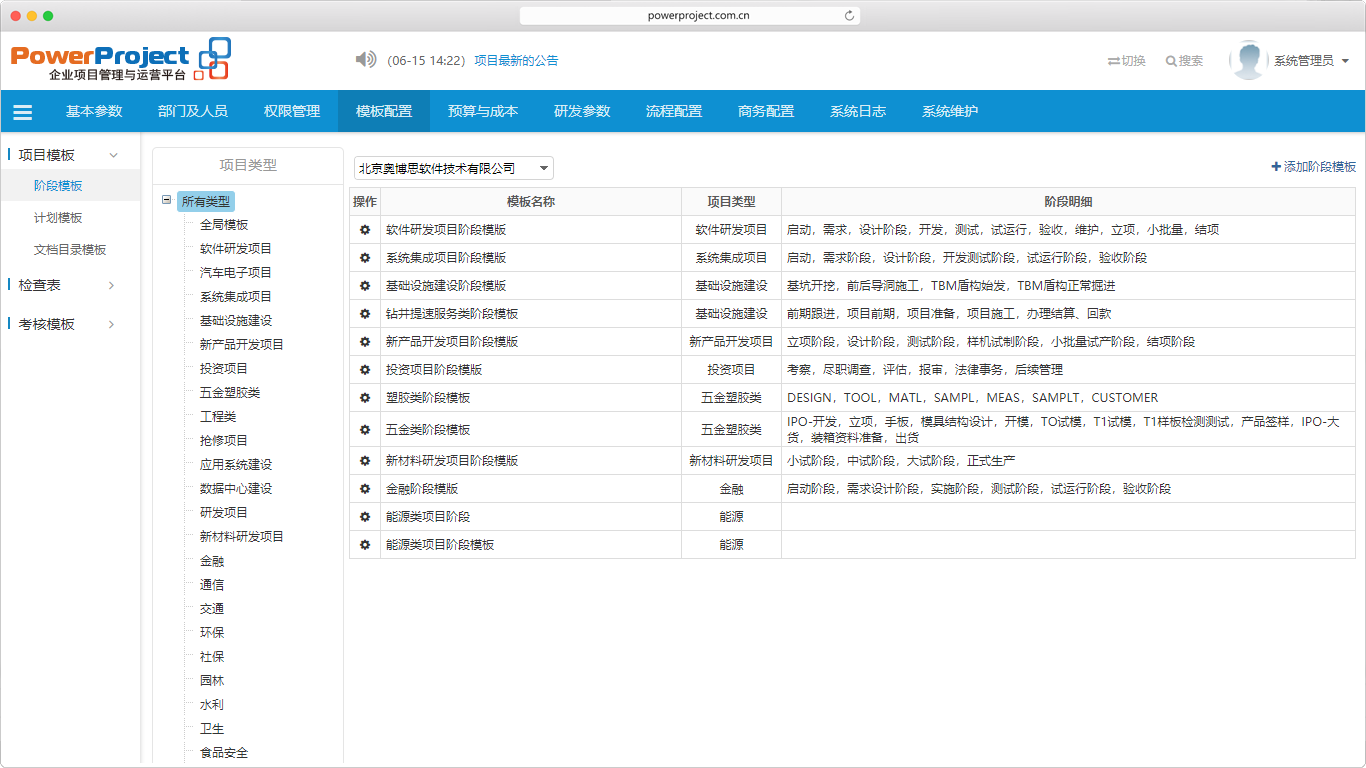 powerproject.com.cn
PowerProject
企业项目管理与运营平台
(06-15 14:22) 项目最新的公告
切换
搜索
系统管理员
基本参数 部门及人员 权限管理 模板配置 预算与成本 研发参数 流程配置 商务配置 系统日志 系统维护
项目模板
阶段模板
计划模板
文档目录模板
检查表
考核模板
项目类型
所有类型
全局模板
软件研发项目
汽车电子项目
系统集成项目
基础设施建设
新产品开发项目
投资项目
五金塑胶类
工程类
抢修项目
应用系统建设
数据中心建设
研发项目
新材料研发项目
金融
通信
交通
环保
社保
园林
水利
卫生
食品安全
北京奥博思软件技术有限公司
添加阶段模板
操作 模板名称 项目类型 阶段明细
软件研发项目阶段模版 软件研发项目 启动，需求，设计阶段，开发，测试，试运行，验收，维护，立项，小批量，结项
系统集成项目阶段模版 系统集成项目 启动，需求阶段，设计阶段，开发测试阶段，试运行阶段，验收阶段
基础设施建设阶段模版 基础设施建设 基坑开挖，前后导洞施工，TBM盾构始发，TBM盾构正常掘进
钻井提速服务类阶段模板 基础设施建设 前期跟进，项目前期，项目准备，项目施工，办理结算、回款
新产品开发项目阶段模版 新产品开发项目 立项阶段，设计阶段，测试阶段，样机试制阶段，小批量试产阶段，结项阶段
投资项目阶段模版 投资项目 考察，尽职调查，评估，报审，法律事务，后续管理
塑胶类阶段模板 五金塑胶类 DESIGN，TOOL，MATL，SAMPL，MEAS，SAMPLT，CUSTOMER
五金类阶段模板 五金塑胶类 IPO-开发，立项，手板，模具结构设计，开模，TO试模，T1试模，T1样板检测测试，产品签样，IPO-大
货，装箱资料准备，出货
新材料研发项目阶段模版 新材料研发项目 小试阶段，中试阶段，大试阶段，正式生产
金融阶段模版 金融 启动阶段，需求设计阶段，实施阶段，测试阶段，试运行阶段，验收阶段
能源类项目阶段 能源
能源类项目阶段模板 能源